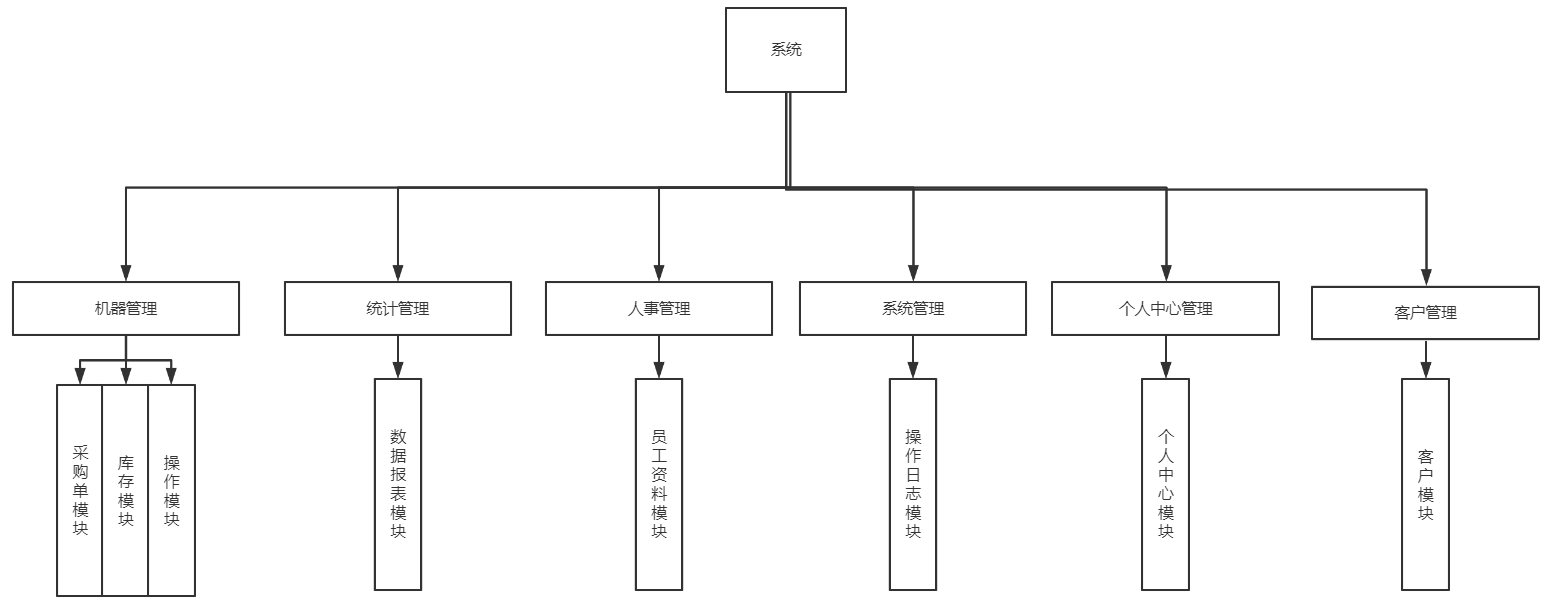 系统
机器管理
统计管理
人事管理
系统管理
个人中心管理
客户管理
采购单模块
库存模块
操作模块
数据报表模块
员工资料模块
操作日志模块
个人中心模块
客户模块